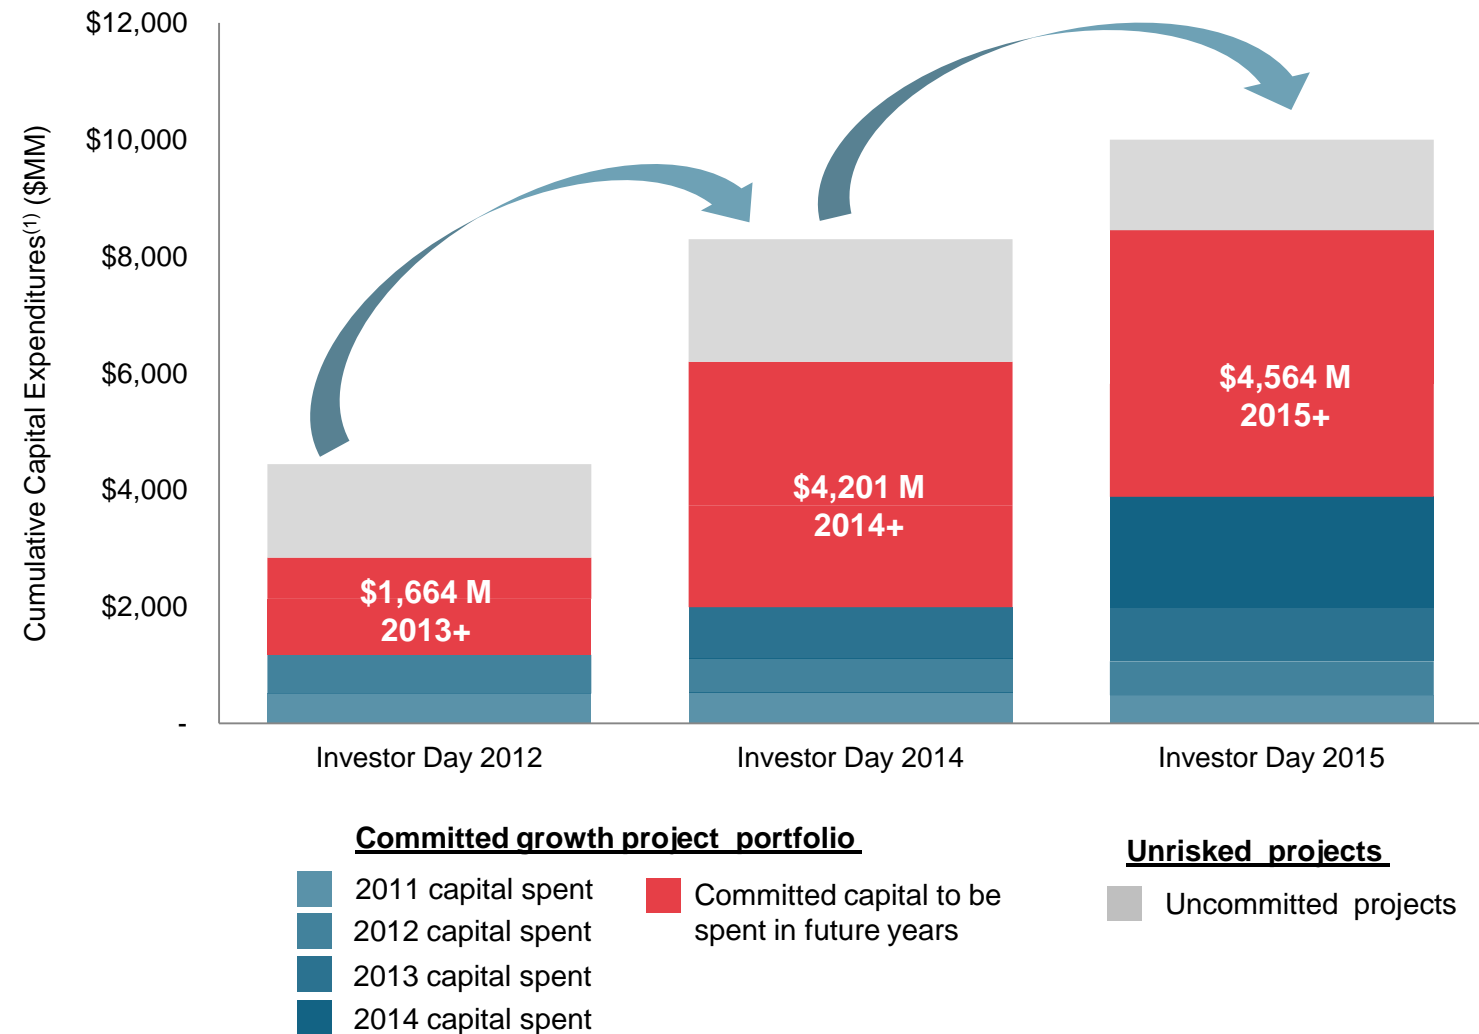 $12,000
$10,000
$8,000
$6,000
$4,000
$2,000
-
Cumulative Capital Expenditures(1) ($MM)
$1,664 M
2013+
$4,201 M
2014+
$4,564 M
2015+
Investor Day 2012
Investor Day 2014
Investor Day 2015
Committed growth project portfolio
2011 capital spent
2012 capital spent
2013 capital spent
2014 capital spent
Committed capital to be
spent in future years
Unrisked projects
Uncommitted projects